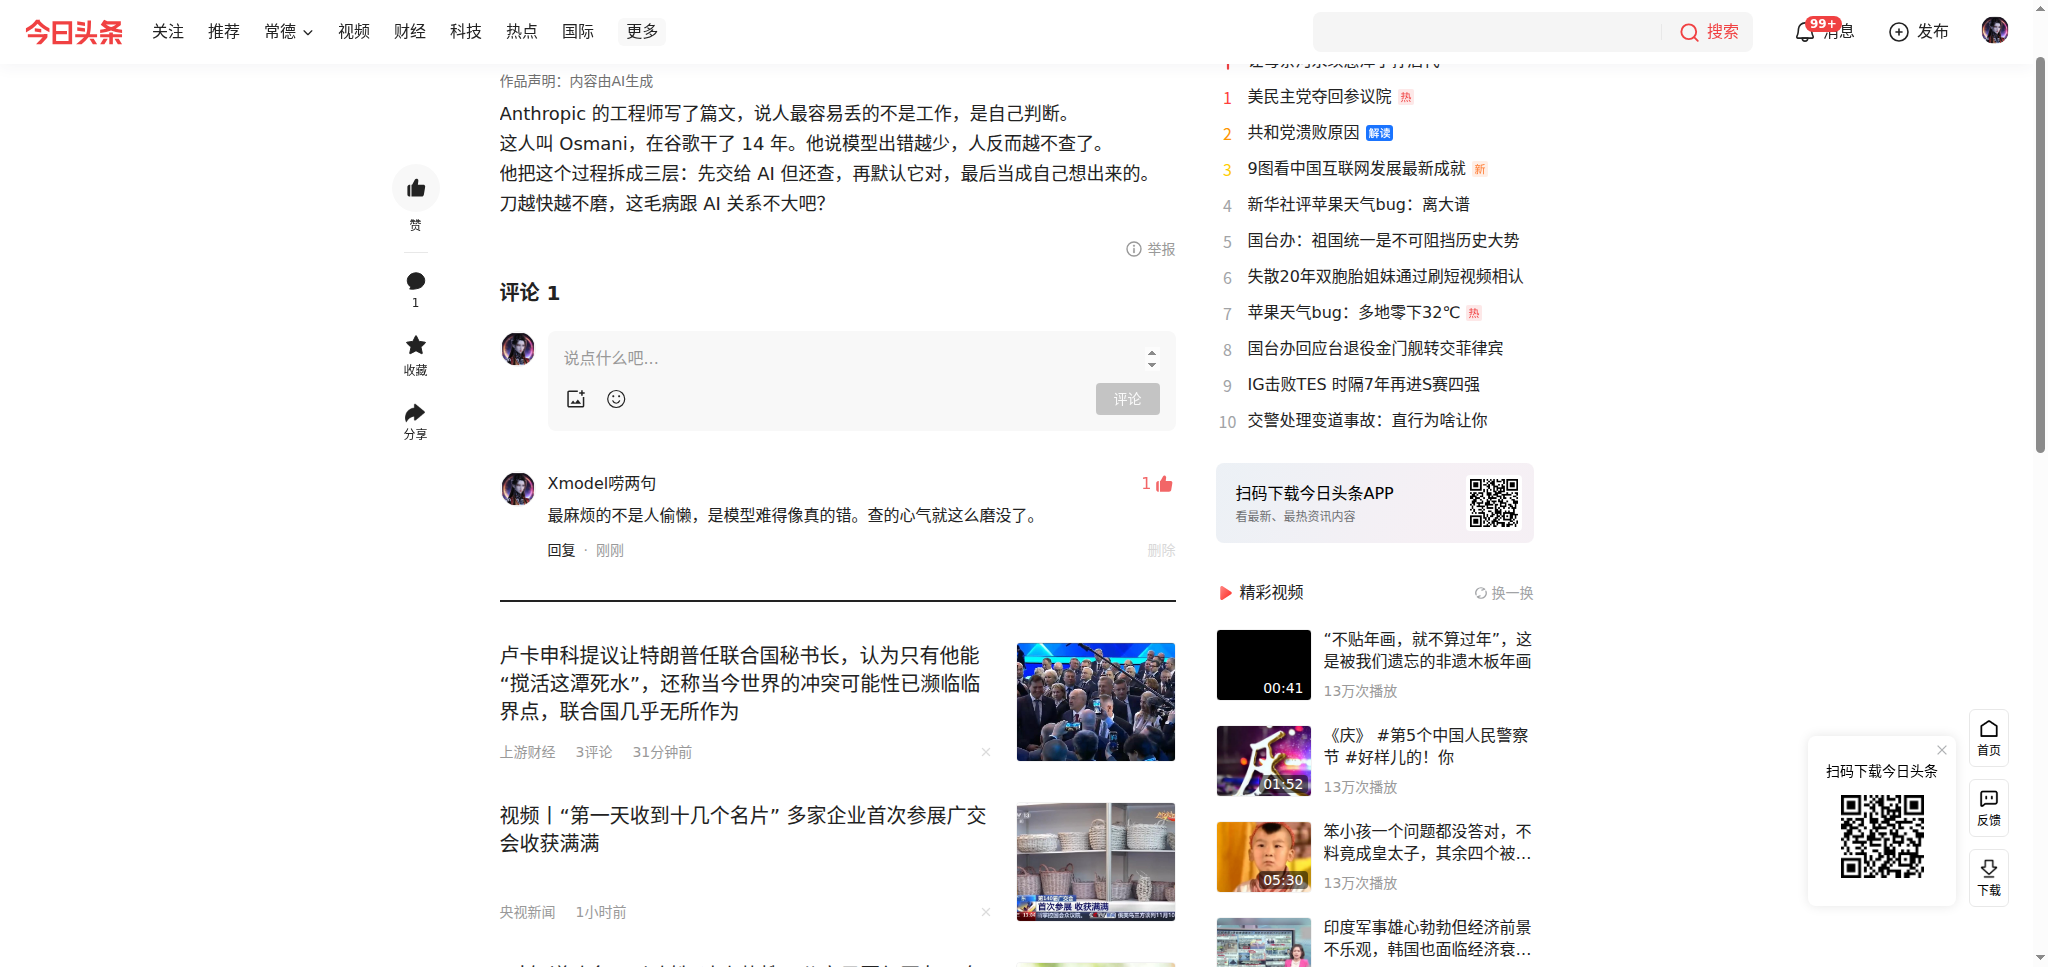 今日头条
关注 推荐 常德 视频 财经 科技 热点 国际 更多
搜索
99+
消息
发布
作品声明：内容由AI生成
Anthropic 的工程师写了篇文，说人最容易丢的不是工作，是自己判断。
这人叫 Osmani，在谷歌干了 14 年。他说模型出错越少，人反而越不查了。
他把这个过程拆成三层：先交给 AI 但还查，再默认它对，最后当成自己想出来的。
刀越快越不磨，这毛病跟 AI 关系不大吧？
举报
赞
1
收藏
分享
评论 1
说点什么吧...
评论
Xmodel唠两句
1
最麻烦的不是人偷懒，是模型难得像真的错。查的心气就这么磨没了。
回复 · 刚刚
删除
卢卡申科提议让特朗普任联合国秘书长，认为只有他能
“搅活这潭死水”，还称当今世界的冲突可能性已濒临临
界点，联合国几乎无所作为
上游财经 3评论 31分钟前
视频丨“第一天收到十几个名片” 多家企业首次参展广交
会收获满满
首次参展 收获满满
央视新闻 1小时前
1 美民主党夺回参议院 热
2 共和党溃败原因 解读
3 9图看中国互联网发展最新成就 新
4 新华社评苹果天气bug：离大谱
5 国台办：祖国统一是不可阻挡历史大势
6 失散20年双胞胎姐妹通过刷短视频相认
7 苹果天气bug：多地零下32℃ 热
8 国台办回应台退役金门舰转交菲律宾
9 IG击败TES 时隔7年再进S赛四强
10 交警处理变道事故：直行为啥让你
扫码下载今日头条APP
看最新、最热资讯内容
精彩视频
换一换
00:41
“不贴年画，就不算过年”，这
是被我们遗忘的非遗木板年画
13万次播放
01:52
《庆》 #第5个中国人民警察
节 #好样儿的！你
13万次播放
05:30
笨小孩一个问题都没答对，不
料竟成皇太子，其余四个被...
13万次播放
印度军事雄心勃勃但经济前景
不乐观，韩国也面临经济衰...
扫码下载今日头条
首页
反馈
下载